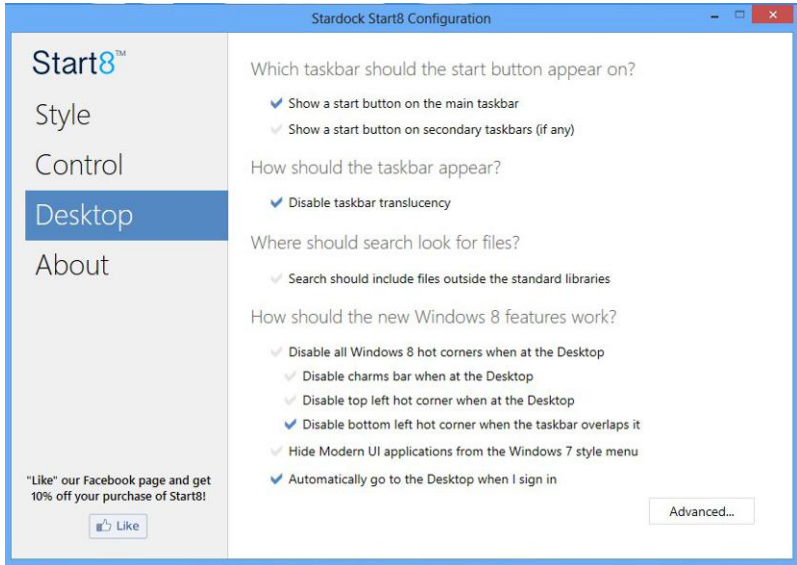 Stardock Start8 Configuration
Start8™
Style
Control
Desktop
About
"Like" our Facebook page and get
10% off your purchase of Start8!
Like
Which taskbar should the start button appear on?
Show a start button on the main taskbar
Show a start button on secondary taskbars (if any)
How should the taskbar appear?
Disable taskbar translucency
Where should search look for files?
Search should include files outside the standard libraries
How should the new Windows 8 features work?
Disable all Windows 8 hot corners when at the Desktop
Disable charms bar when at the Desktop
Disable top left hot corner when at the Desktop
Disable bottom left hot corner when the taskbar overlaps it
Hide Modern UI applications from the Windows 7 style menu
Automatically go to the Desktop when I sign in
Advanced...